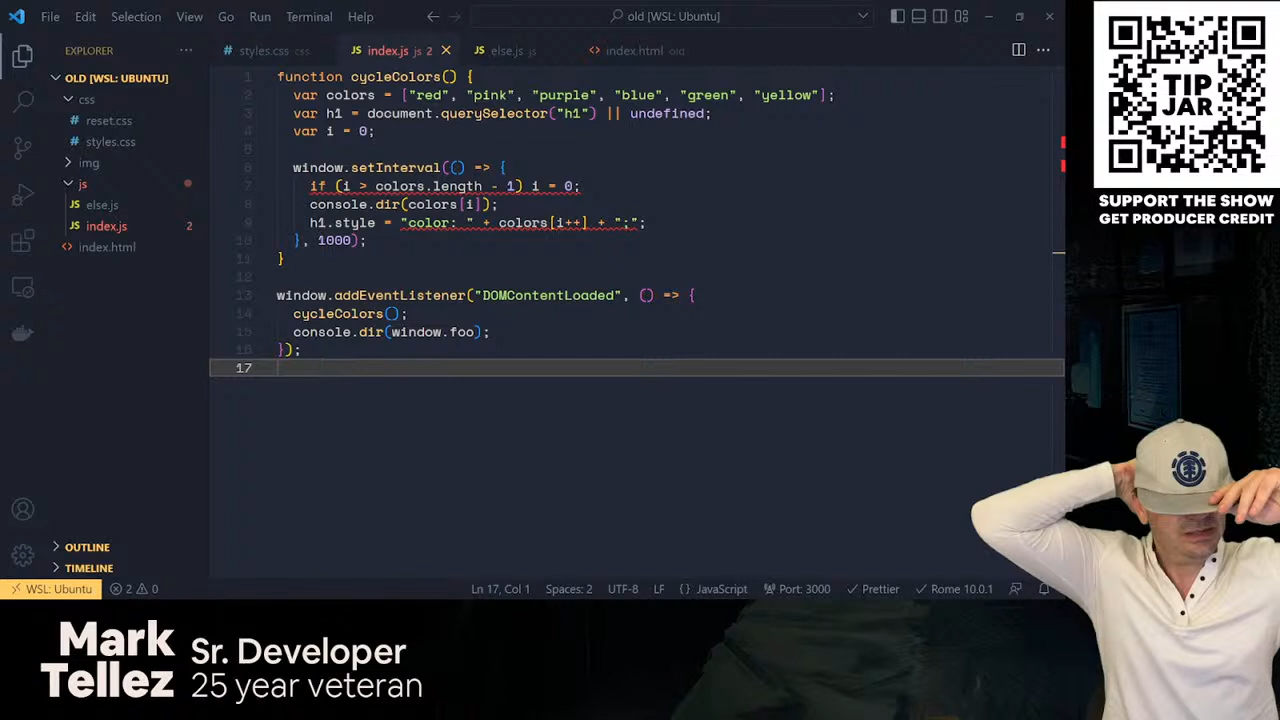 File Edit Selection View Go Run Terminal Help
old [WSL: Ubuntu]
EXPLORER
OLD [WSL: UBUNTU]
css
reset.css
styles.css
img
js
else.js
index.js 2
index.html
OUTLINE
TIMELINE
styles.css css
index.js js 2
else.js js
index.html old
1 function cycleColors() {
2 var colors = ["red", "pink", "purple", "blue", "green", "yellow"];
3 var h1 = document.querySelector("h1") || undefined;
4 var i = 0;
5
6 window.setInterval(() => {
7 if (i > colors.length - 1) i = 0;
8 console.dir(colors[i]);
9 h1.style = "color: " + colors[i++] + ";";
10 }, 1000);
11 }
12
13 window.addEventListener("DOMContentLoaded", () => {
14 cycleColors();
15 console.dir(window.foo);
16 });
17
WSL: Ubuntu 2 0 Ln 17, Col 1 Spaces: 2 UTF-8 LF {} JavaScript Port: 3000 Prettier Rome 10.0.1
TIP
JAR
SUPPORT THE SHOW
GET PRODUCER CREDIT
Mark
Tellez
Sr. Developer
25 year veteran